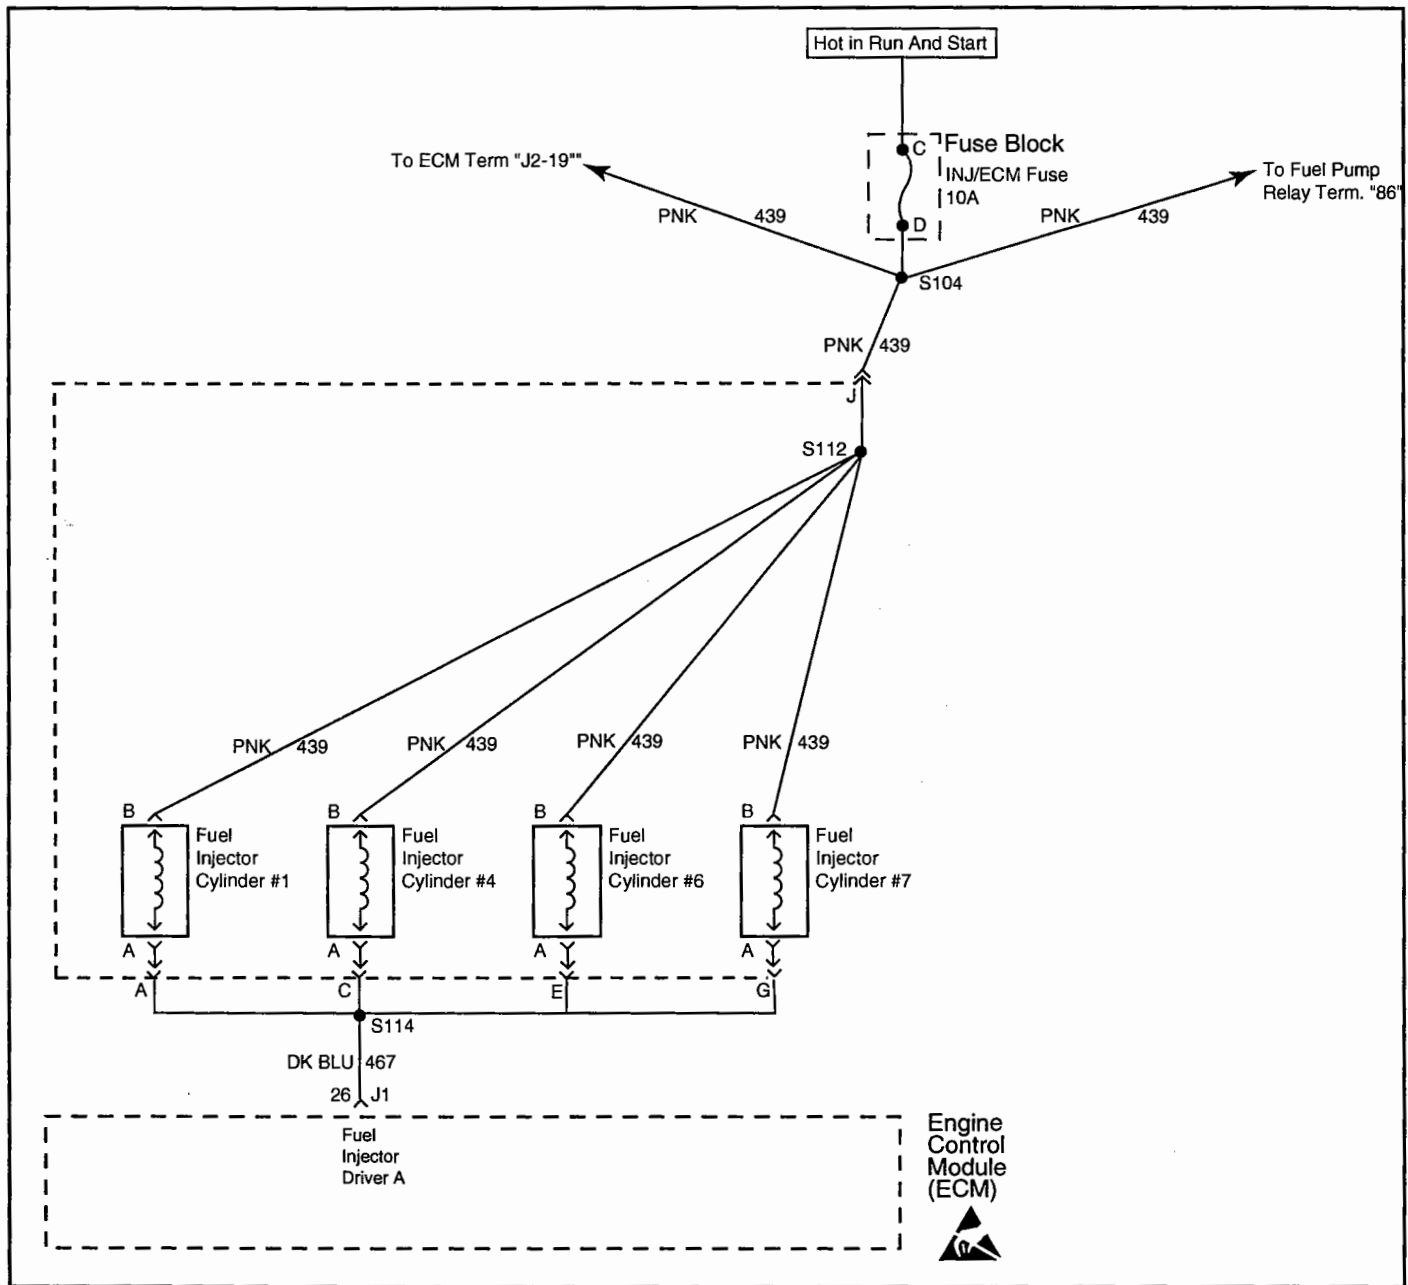 Hot in Run And Start
C
Fuse Block
INJ/ECM Fuse
10A
D
To ECM Term "J2-19""
PNK 439
To Fuel Pump
Relay Term. "86"
PNK 439
S104
PNK 439
J
S112
PNK 439
PNK 439
PNK 439
PNK 439
B
Fuel
Injector
Cylinder #1
A
B
Fuel
Injector
Cylinder #4
A
B
Fuel
Injector
Cylinder #6
A
B
Fuel
Injector
Cylinder #7
A
A
C
E
G
S114
DK BLU 467
26 J1
Fuel
Injector
Driver A
Engine
Control
Module
(ECM)